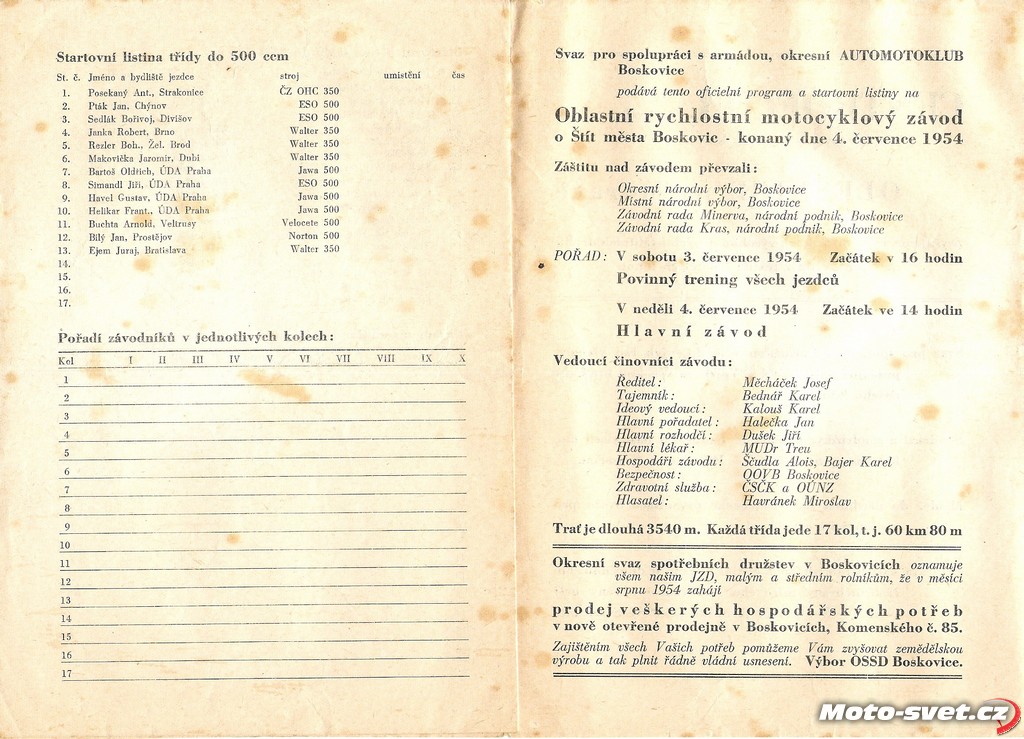 Startovní listina třídy do 500 ccm
St. č. Jméno a bydliště jezdce stroj umístění čas
1. Posekaný Ant., Strakonice ČZ OHC 350
2. Pták Jan, Chýnov ESO 500
3. Sedlák Bořivoj, Divišov ESO 500
4. Janka Robert, Brno Walter 350
5. Rezler Boh., Žel. Brod Walter 350
6. Makovička Jaromír, Dubí Walter 350
7. Bartoš Oldřich, ÚDA Praha Jawa 500
8. Simandl Jiří, ÚDA Praha ESO 500
9. Havel Gustav, ÚDA Praha Jawa 500
10. Helikar Frant., ÚDA Praha Jawa 500
11. Buchta Arnold, Veltrusy Velocete 500
12. Bílý Jan, Prostějov Norton 500
13. Ejem Juraj, Bratislava Walter 350
14.
15.
16.
17.
Pořadí závodníků v jednotlivých kolech:
Kol I II III IV V VI VII VIII IX X
1
2
3
4
5
6
7
8
9
10
11
12
13
14
15
16
17
Svaz pro spolupráci s armádou, okresní AUTOMOTOKLUB
Boskovice
podává tento oficielní program a startovní listiny na
Oblastní rychlostní motocyklový závod
o Štít města Boskovic - konaný dne 4. července 1954
Záštitu nad závodem převzali:
Okresní národní výbor, Boskovice
Místní národní výbor, Boskovice
Závodní rada Minerva, národní podnik, Boskovice
Závodní rada Kras, národní podnik, Boskovice
POŘAD: V sobotu 3. července 1954 Začátek v 16 hodin
Povinný trening všech jezdců
V neděli 4. července 1954 Začátek ve 14 hodin
Hlavní závod
Vedoucí činovníci závodu:
Ředitel: Měcháček Josef
Tajemník: Bednář Karel
Ideový vedoucí: Kalouš Karel
Hlavní pořadatel: Halečka Jan
Hlavní rozhodčí: Dušek Jiří
Hlavní lékař: MUDr Treu
Hospodáři závodu: Ščudla Alois, Bajer Karel
Bezpečnost: OOVB Boskovice
Zdravotní služba: ČSČK a OÚNZ
Hlasatel: Havránek Miroslav
Trať je dlouhá 3540 m. Každá třída jede 17 kol, t. j. 60 km 80 m
Okresní svaz spotřebních družstev v Boskovicích oznamuje
všem našim JZD, malým a středním rolníkům, že v měsíci
srpnu 1954 zahájí
prodej veškerých hospodářských potřeb
v nově otevřené prodejně v Boskovicích, Komenského č. 85.
Zajištěním všech Vašich potřeb pomůžeme Vám zvyšovat zemědělskou
výrobu a tak plnit řádně vládní usnesení. Výbor OSSD Boskovice.
Moto-svet.cz